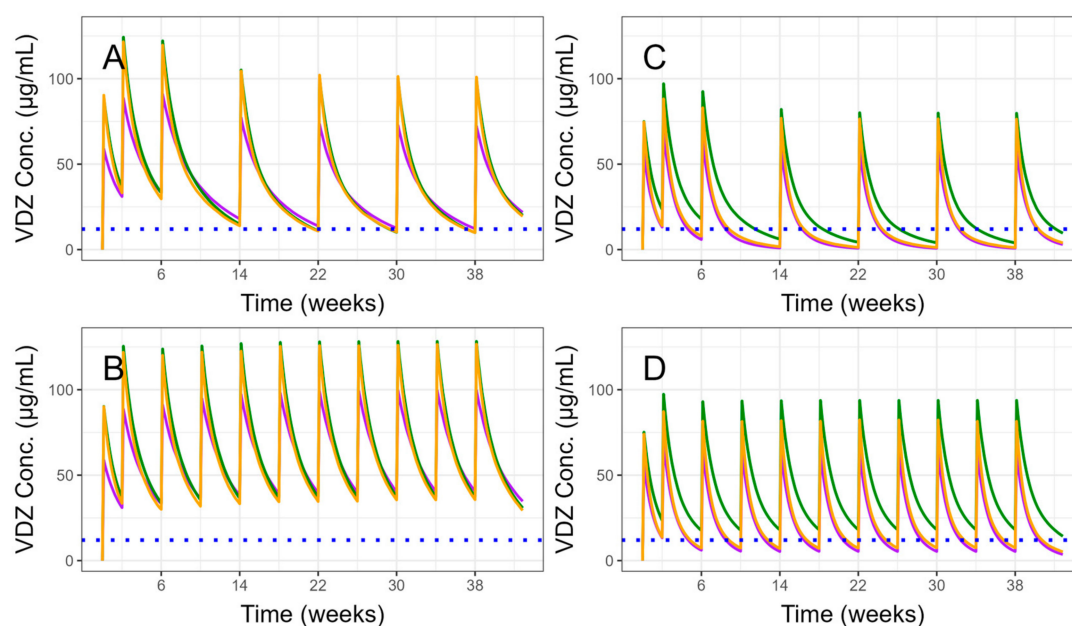 A
VDZ Conc. (μg/mL)
100
50
0
6 14 22 30 38
Time (weeks)
C
VDZ Conc. (μg/mL)
100
50
0
6 14 22 30 38
Time (weeks)
B
VDZ Conc. (μg/mL)
100
50
0
6 14 22 30 38
Time (weeks)
D
VDZ Conc. (μg/mL)
100
50
0
6 14 22 30 38
Time (weeks)